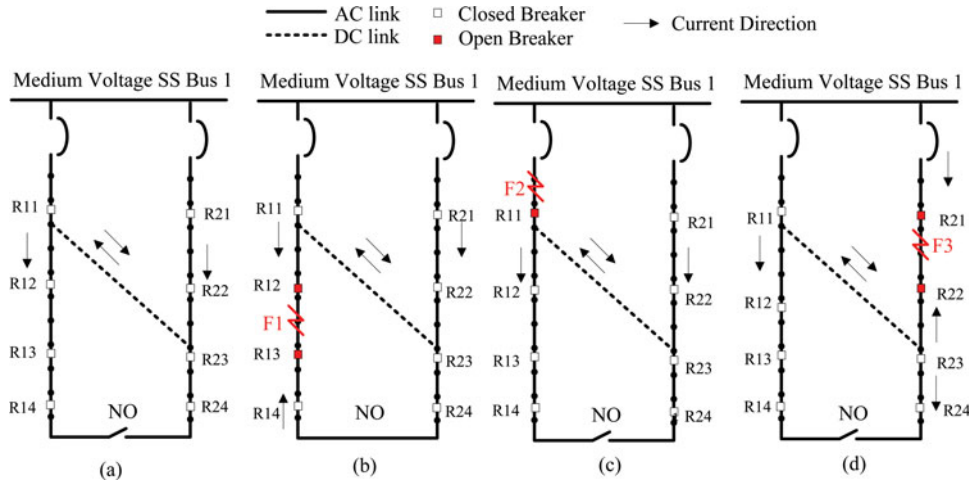 AC link
DC link
Closed Breaker
Open Breaker
Current Direction
Medium Voltage SS Bus 1
R11
R21
R12
R22
R13
R23
R14
R24
NO
(a)
Medium Voltage SS Bus 1
R11
R21
R12
R22
F1
R13
R23
R14
R24
NO
(b)
Medium Voltage SS Bus 1
F2
R11
R21
R12
R22
R13
R23
R14
R24
NO
(c)
Medium Voltage SS Bus 1
R11
R21
F3
R12
R22
R13
R23
R14
R24
NO
(d)